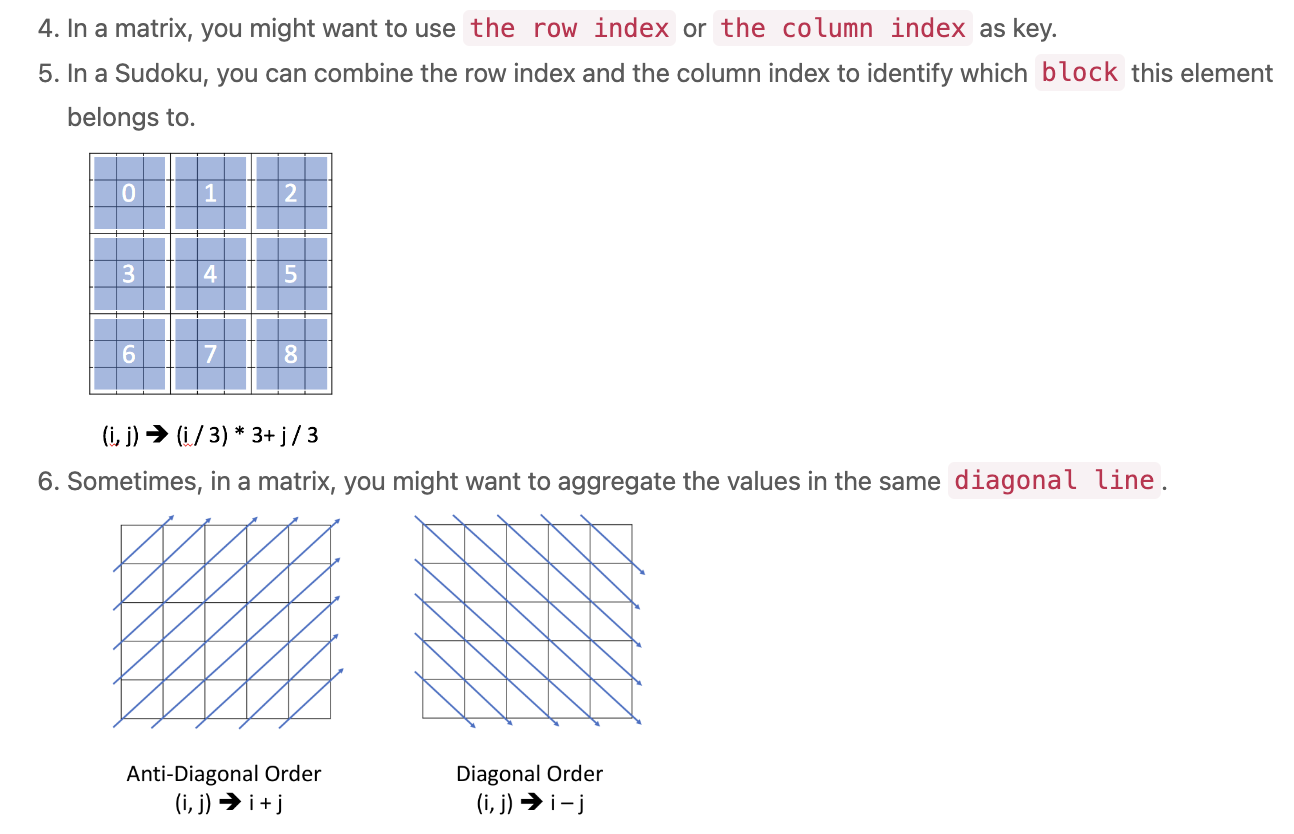 4. In a matrix, you might want to use the row index or the column index as key.
5. In a Sudoku, you can combine the row index and the column index to identify which block this element
belongs to.
0 1 2
3 4 5
6 7 8
(i, j) ➔ (i / 3) * 3+ j / 3
6. Sometimes, in a matrix, you might want to aggregate the values in the same diagonal line.
Anti-Diagonal Order Diagonal Order
(i, j) ➔ i + j (i, j) ➔ i – j